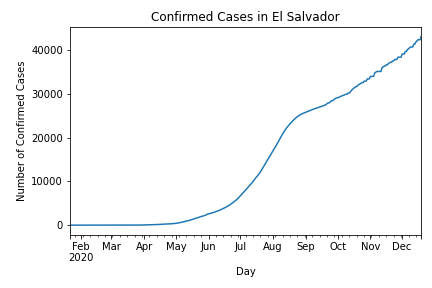 Confirmed Cases in El Salvador
Number of Confirmed Cases
40000
30000
20000
10000
0
Feb Mar Apr May Jun Jul Aug Sep Oct Nov Dec
2020
Day